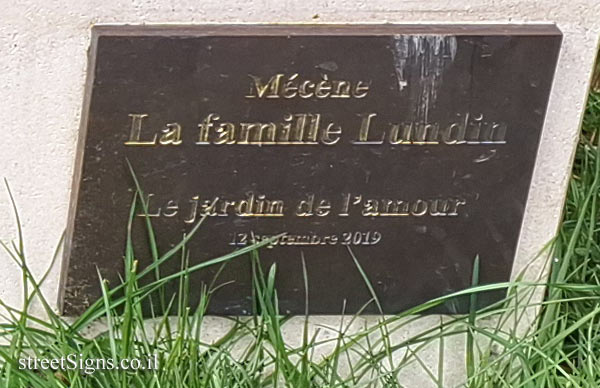 Mécène
La famille Lundin
Le jardin de l'amour
12 septembre 2019
streetSigns.co.il